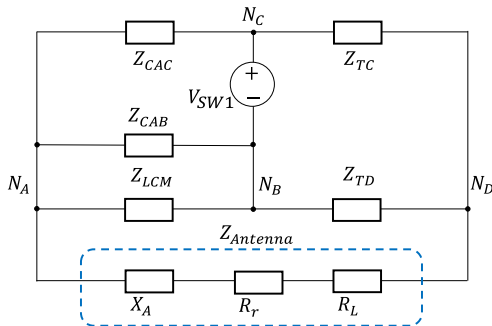 N_C
Z_CAC
Z_TC
+
V_SW1
−
Z_CAB
N_A
Z_LCM
N_B
Z_TD
N_D
Z_Antenna
X_A
R_r
R_L